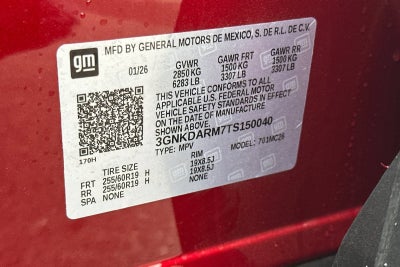 gm
MFD BY GENERAL MOTORS DE MEXICO, S. DE R.L. DE C.V.
01/26 GVWR GAWR FRT GAWR RR
2850 KG 1500 KG 1500 KG
6283 LB 3307 LB 3307 LB
THIS VEHICLE CONFORMS TO ALL
APPLICABLE U.S. FEDERAL MOTOR
VEHICLE SAFETY STANDARDS IN EFFECT
ON THE DATE OF MANUFACTURE
3GNKDARM7TS150040
TYPE: MPV MODEL: 701MC26
170H
TIRE SIZE RIM
FRT 255/60R19 H 19X8.5J
RR 255/60R19 H 19X8.5J
SPA NONE NONE